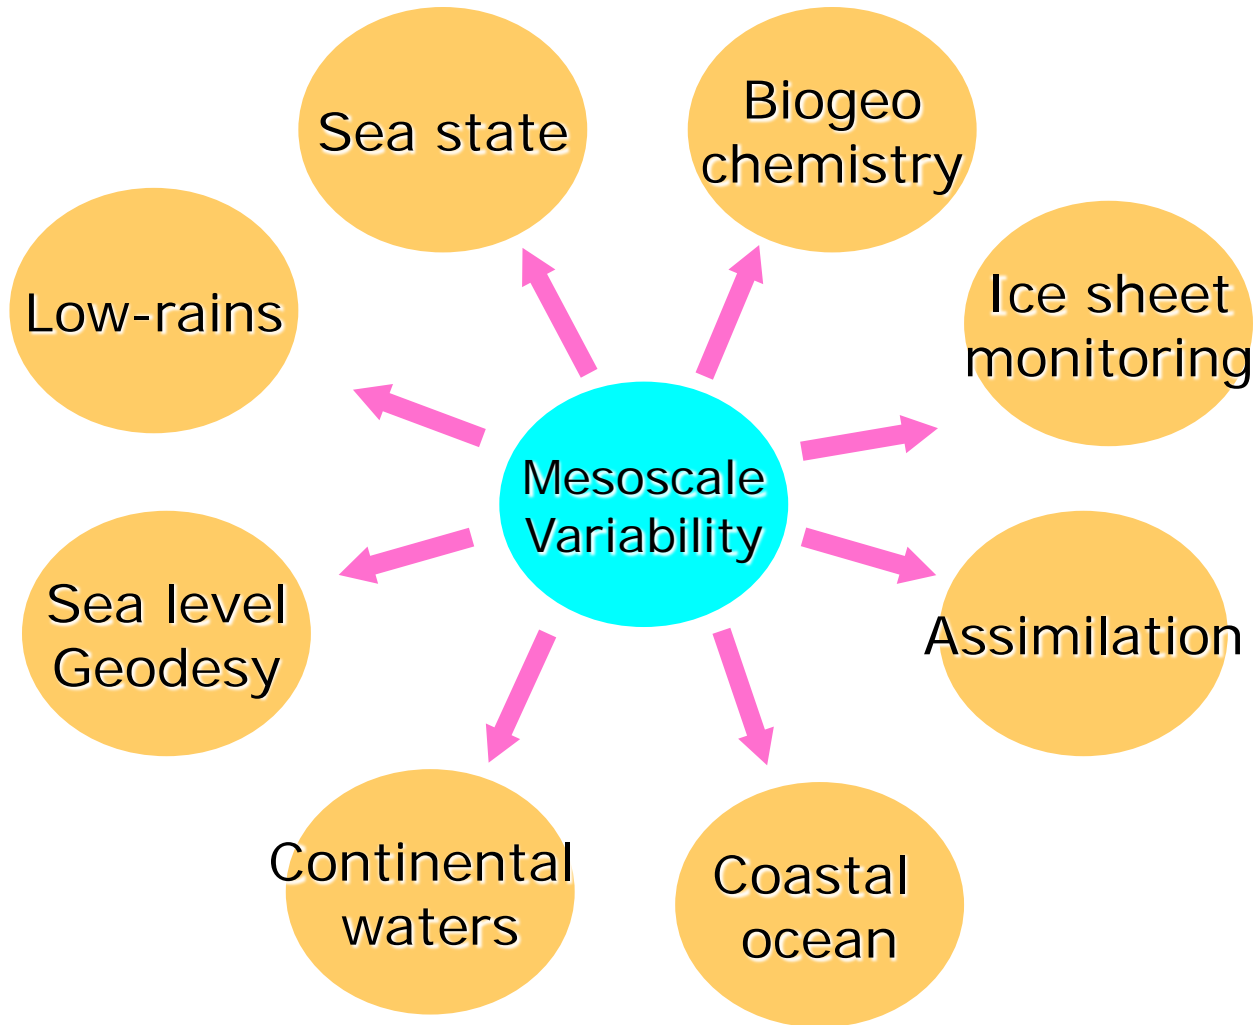 Sea state
Biogeo
chemistry
Low-rains
Ice sheet
monitoring
Mesoscale
Variability
Sea level
Geodesy
Assimilation
Continental
waters
Coastal
ocean